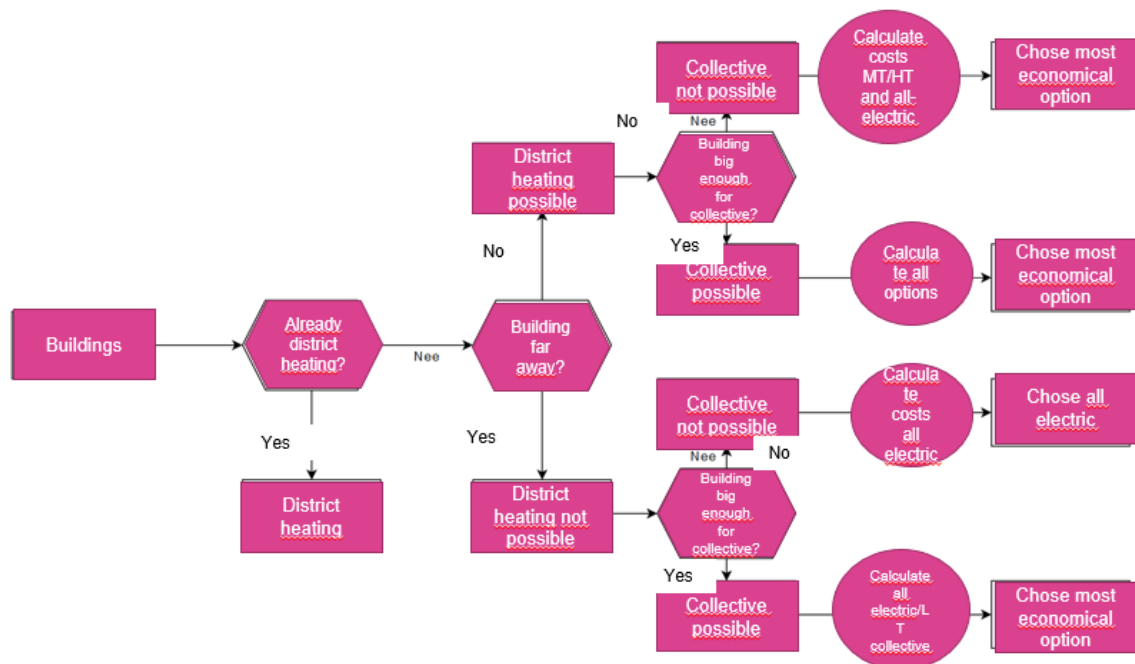 Buildings
Already
district
heating?
Yes
District
heating
Nee
Building
far
away?
No
District
heating
possible
No
Building
big
enough
for
collective?
Nee
Collective
not possible
Calculate
costs
MT/HT
and all-
electric
Chose most
economical
option
Yes
Collective
possible
Calcula
te all
options
Chose most
economical
option
Yes
District
heating not
possible
Building
big
enough
for
collective?
Nee
No
Collective
not possible
Calcula
te
costs
all
electric
Chose all
electric
Yes
Collective
possible
Calculate
all
electric/L
T
collective
Chose most
economical
option